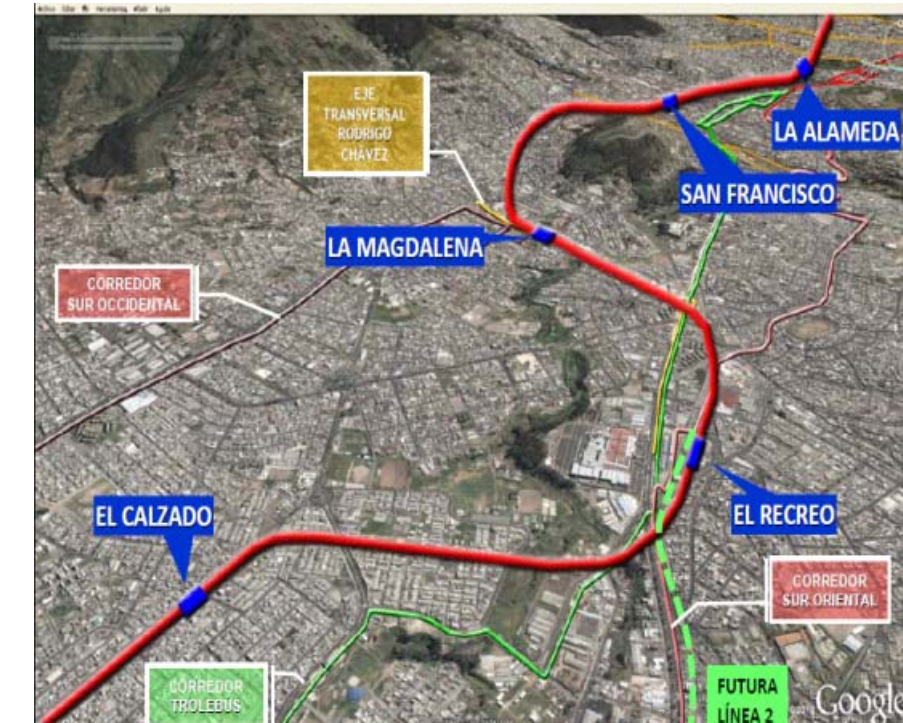 EJE
TRANSVERSAL
RODRIGO
CHÁVEZ
LA ALAMEDA
SAN FRANCISCO
LA MAGDALENA
CORREDOR
SUR OCCIDENTAL
EL CALZADO
EL RECREO
CORREDOR
SUR ORIENTAL
CORREDOR
TROLEBUS
FUTURA
LÍNEA 2
Google